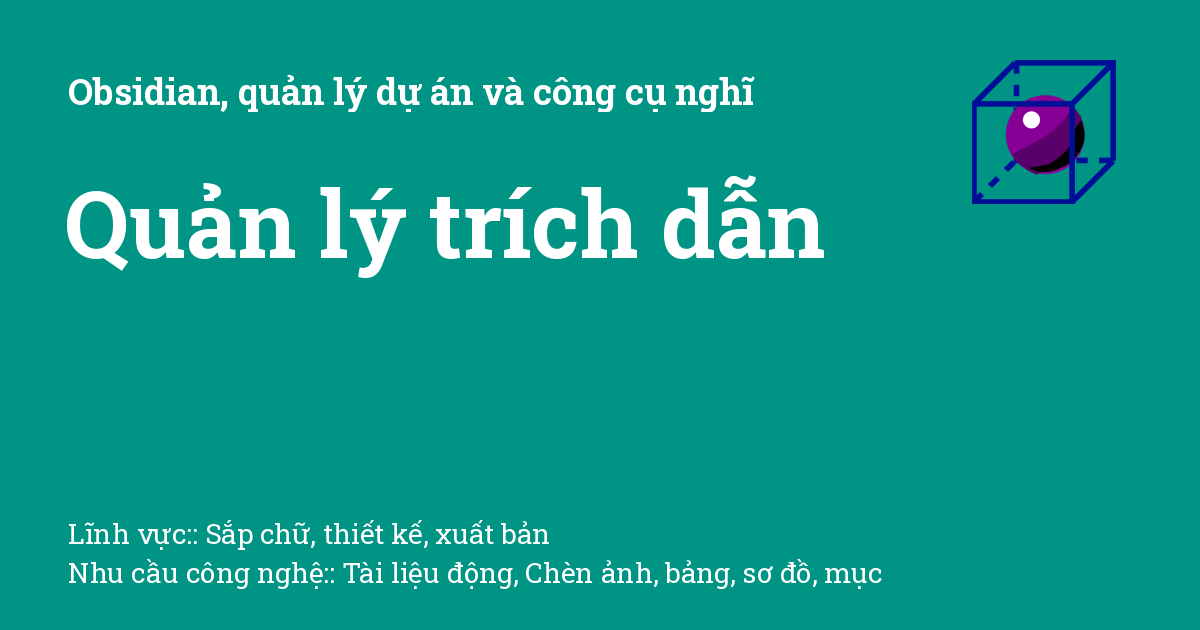 Obsidian, quản lý dự án và công cụ nghĩ
Quản lý trích dẫn
Lĩnh vực:: Sắp chữ, thiết kế, xuất bản
Nhu cầu công nghệ:: Tài liệu động, Chèn ảnh, bảng, sơ đồ, mục